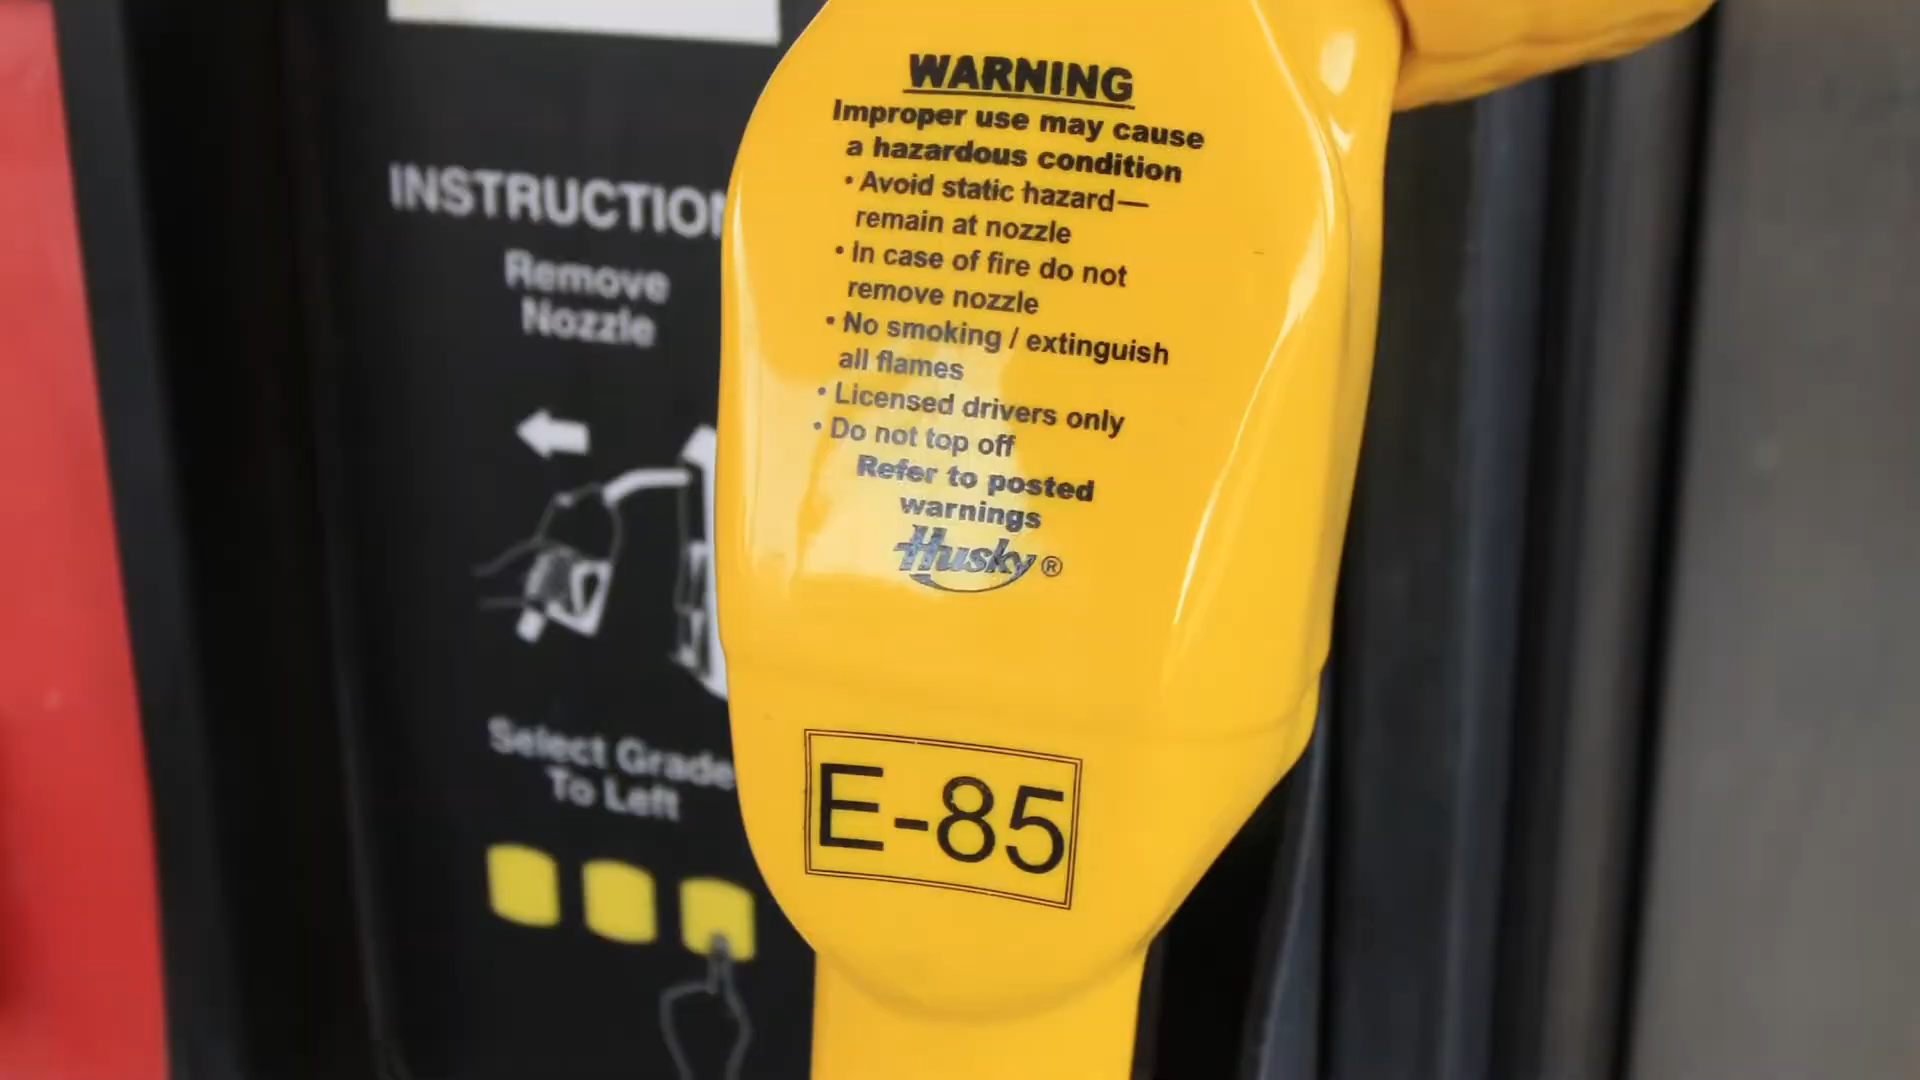 INSTRUCTION
Remove
Nozzle
Select Grade
To Left
WARNING
Improper use may cause
a hazardous condition
• Avoid static hazard—
remain at nozzle
• In case of fire do not
remove nozzle
• No smoking / extinguish
all flames
• Licensed drivers only
• Do not top off
Refer to posted
warnings
Husky®
E-85